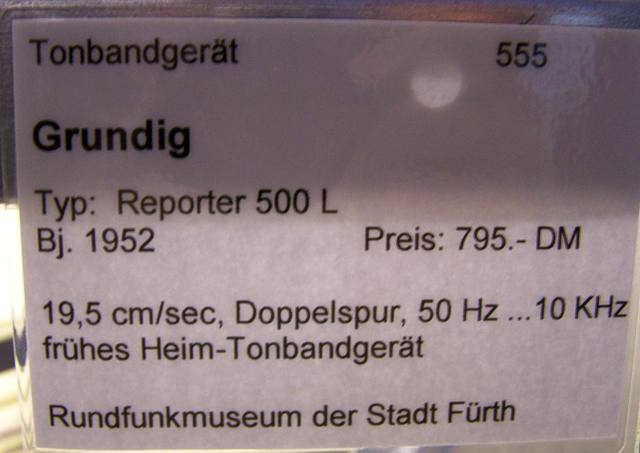 Tonbandgerät 555
Grundig
Typ: Reporter 500 L
Bj. 1952 Preis: 795.- DM
19,5 cm/sec, Doppelspur, 50 Hz ...10 KHz
frühes Heim-Tonbandgerät
Rundfunkmuseum der Stadt Fürth